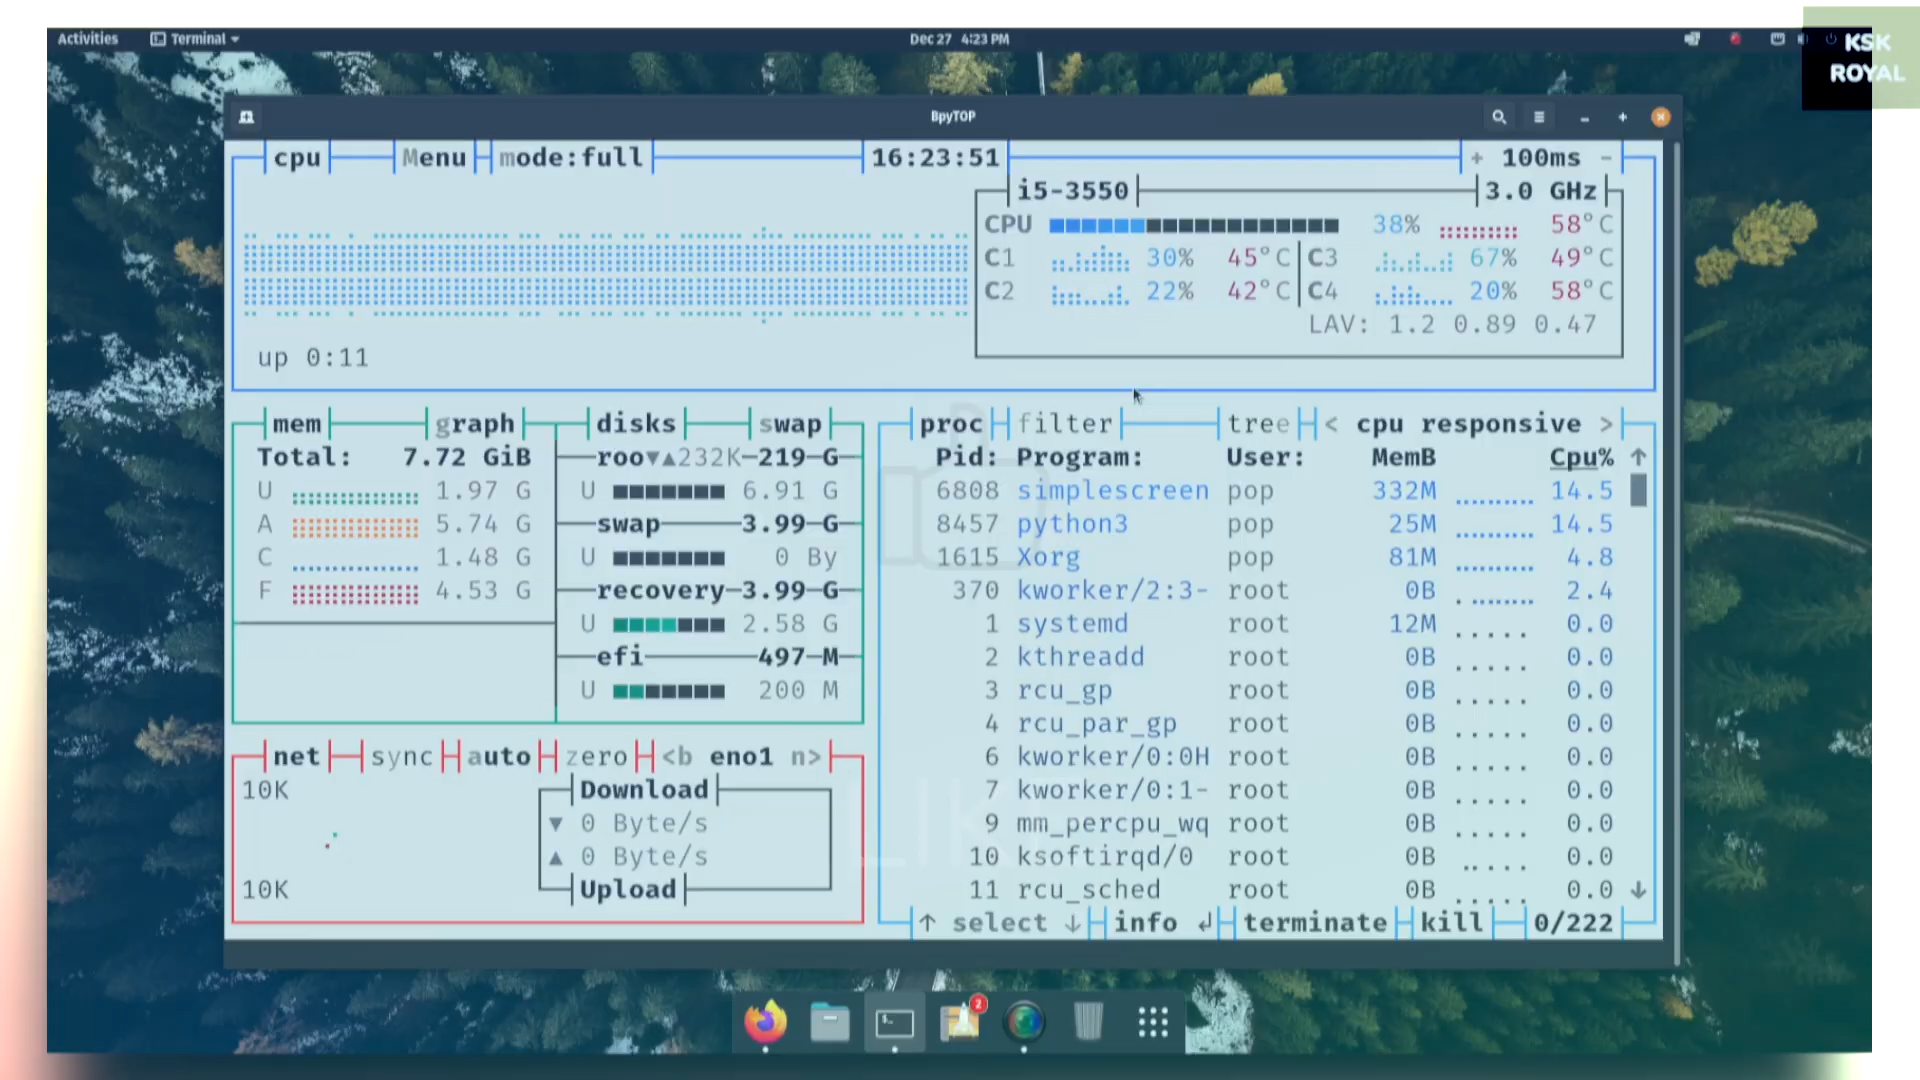 Activities Terminal Dec 27 4:23 PM
KSK
ROYAL
BpyTOP
cpu Menu mode:full 16:23:51 + 100ms -
i5-3550 3.0 GHz
CPU 38% 58°C
C1 30% 45°C C3 67% 49°C
C2 22% 42°C C4 20% 58°C
LAV: 1.2 0.89 0.47
up 0:11
mem graph disks swap
Total: 7.72 GiB roo▼▲232K 219 G
U 1.97 G U 6.91 G
A 5.74 G swap 3.99 G
C 1.48 G U 0 By
F 4.53 G recovery 3.99 G
U 2.58 G
efi 497 M
U 200 M
net sync auto zero <b eno1 n>
10K Download
▼ 0 Byte/s
▲ 0 Byte/s
10K Upload
proc filter tree < cpu responsive >
Pid: Program: User: MemB Cpu% ↑
6808 simplescreen pop 332M 14.5
8457 python3 pop 25M 14.5
1615 Xorg pop 81M 4.8
370 kworker/2:3- root 0B 2.4
1 systemd root 12M 0.0
2 kthreadd root 0B 0.0
3 rcu_gp root 0B 0.0
4 rcu_par_gp root 0B 0.0
6 kworker/0:0H root 0B 0.0
7 kworker/0:1- root 0B 0.0
9 mm_percpu_wq root 0B 0.0
10 ksoftirqd/0 root 0B 0.0
11 rcu_sched root 0B 0.0 ↓
↑ select ↓ info ↲ terminate kill 0/222
2